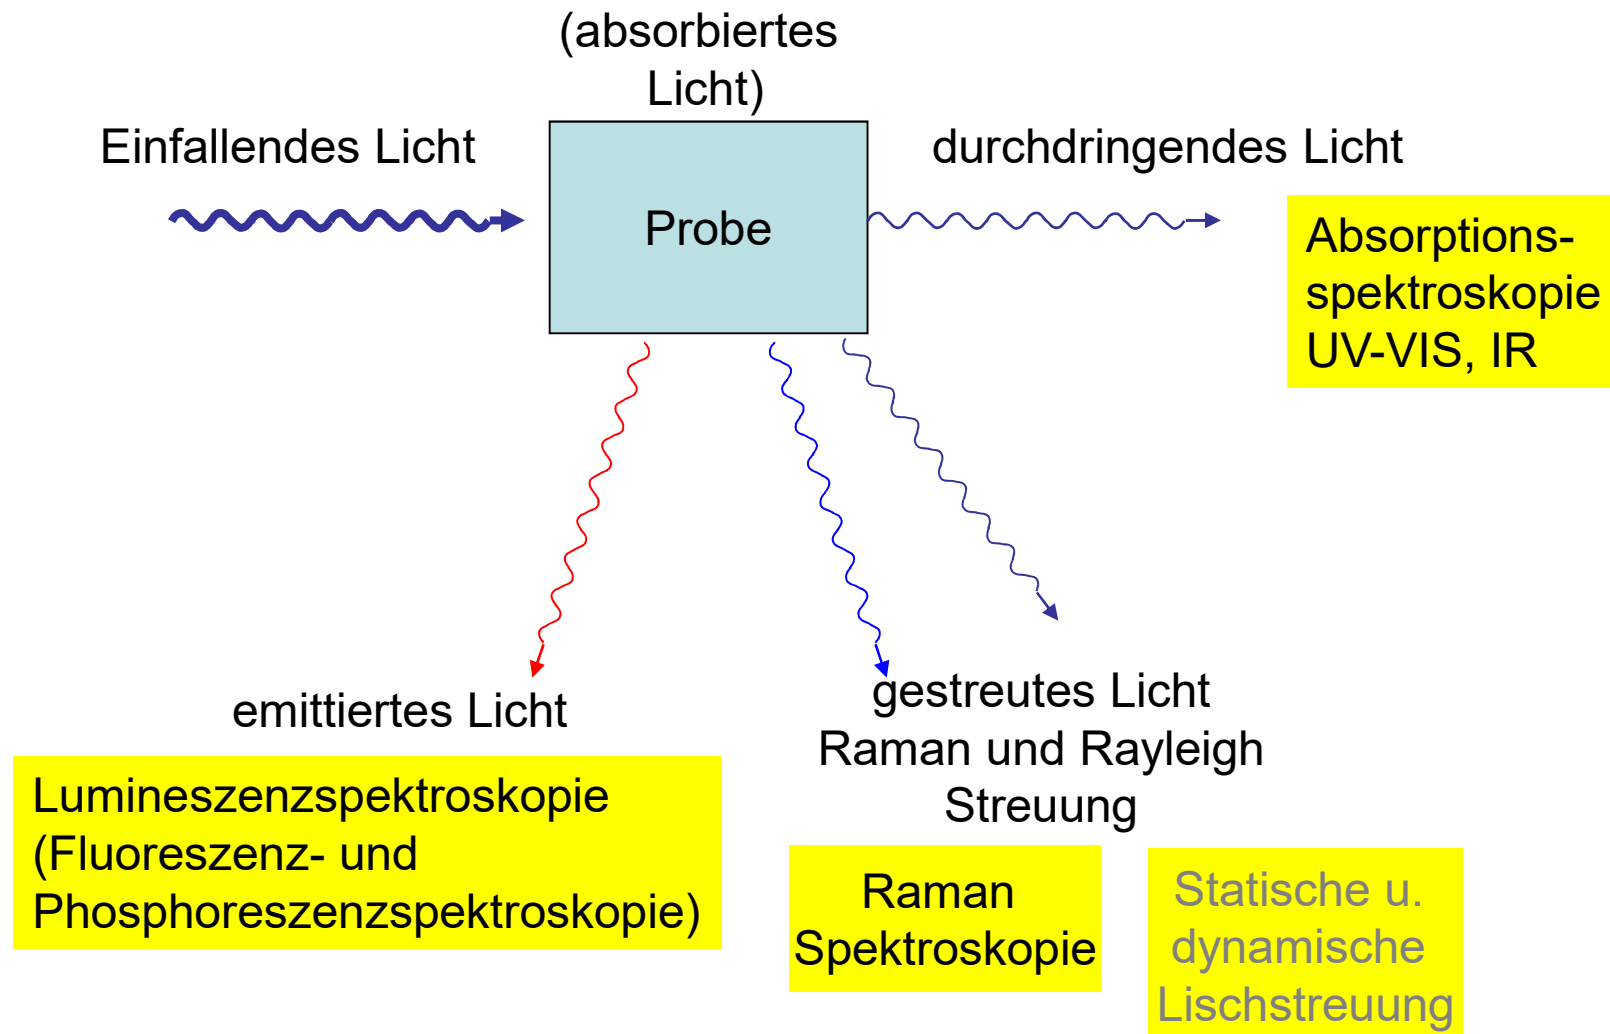 (absorbiertes
Licht)
Einfallendes Licht
durchdringendes Licht
Probe
Absorptions-
spektroskopie
UV-VIS, IR
emittiertes Licht
Lumineszenzspektroskopie
(Fluoreszenz- und
Phosphoreszenzspektroskopie)
gestreutes Licht
Raman und Rayleigh
Streuung
Raman
Spektroskopie
Statische u.
dynamische
Lischstreuung